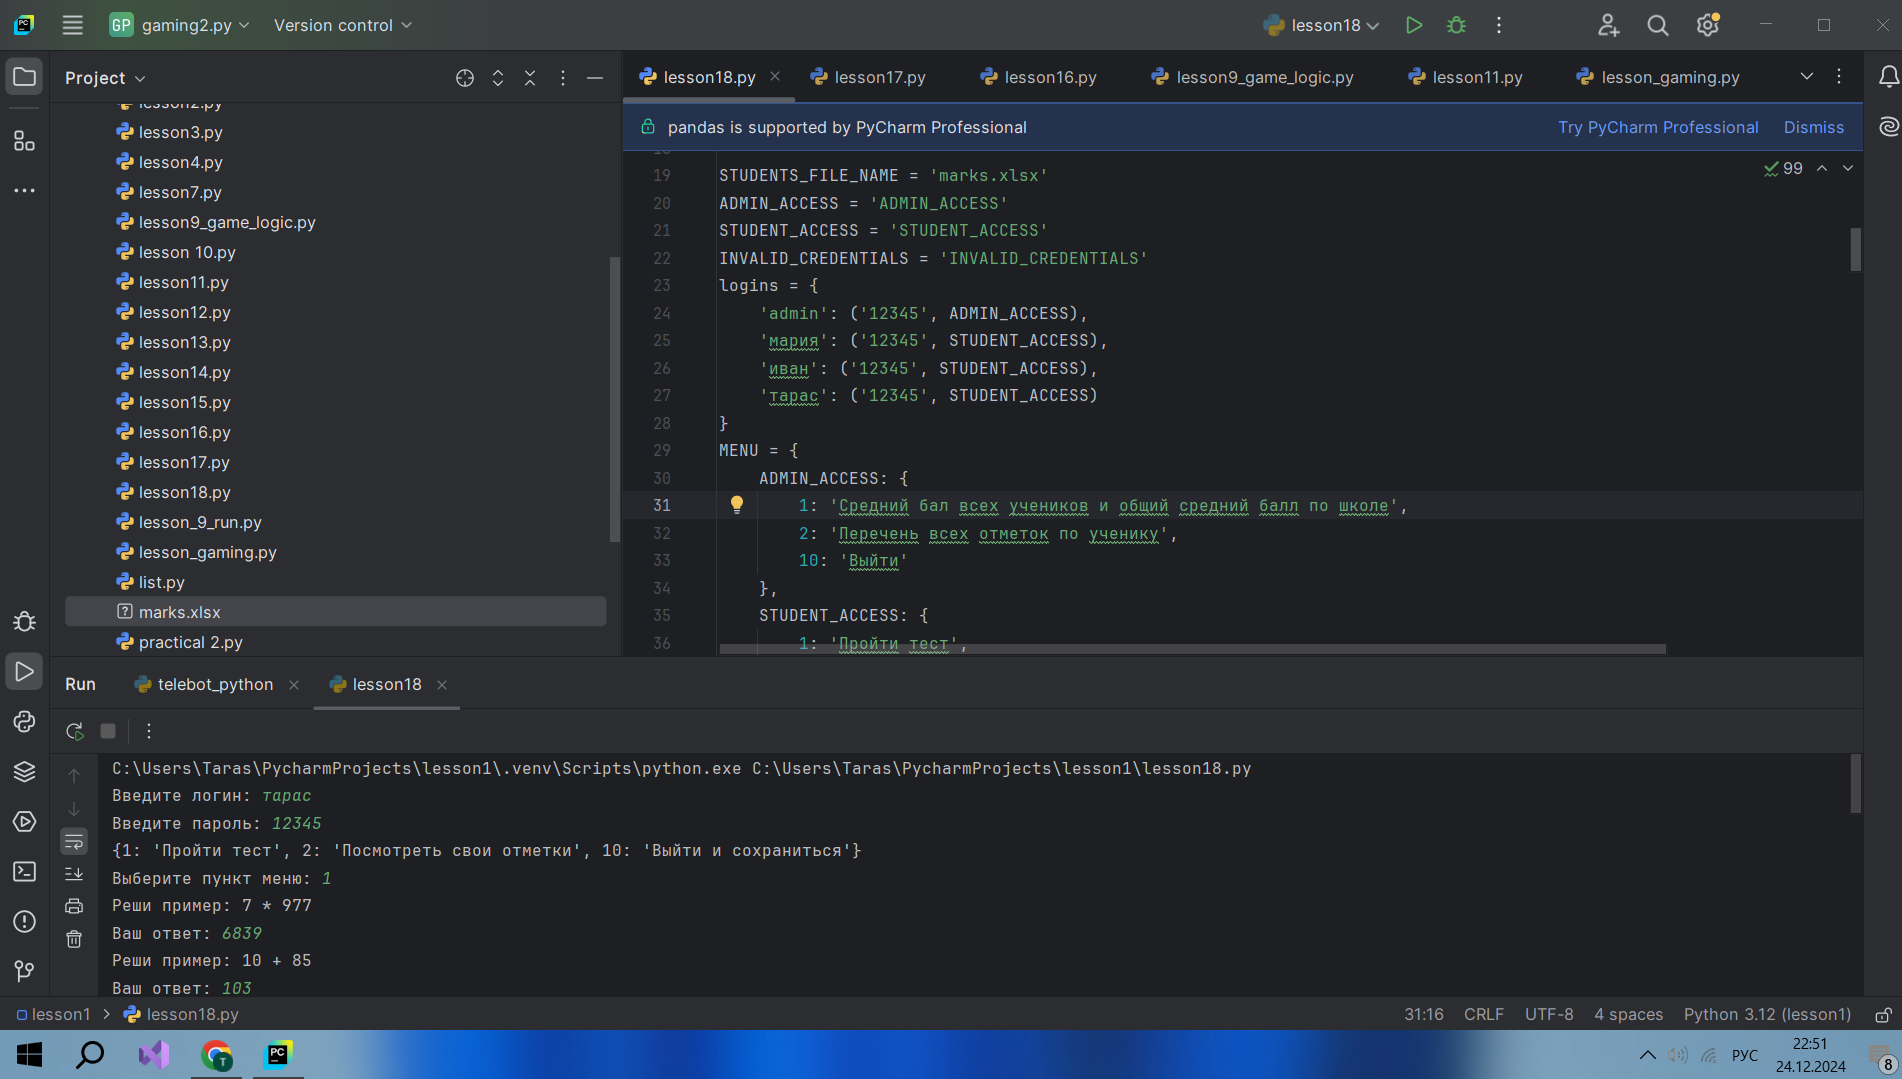 GP gaming2.py Version control lesson18
Project
lesson18.py lesson17.py lesson16.py lesson9_game_logic.py lesson11.py lesson_gaming.py
pandas is supported by PyCharm Professional Try PyCharm Professional Dismiss
lesson2.py
lesson3.py
lesson4.py
lesson7.py
lesson9_game_logic.py
lesson 10.py
lesson11.py
lesson12.py
lesson13.py
lesson14.py
lesson15.py
lesson16.py
lesson17.py
lesson18.py
lesson_9_run.py
lesson_gaming.py
list.py
marks.xlsx
practical 2.py
99
18
19 STUDENTS_FILE_NAME = 'marks.xlsx'
20 ADMIN_ACCESS = 'ADMIN_ACCESS'
21 STUDENT_ACCESS = 'STUDENT_ACCESS'
22 INVALID_CREDENTIALS = 'INVALID_CREDENTIALS'
23 logins = {
24 'admin': ('12345', ADMIN_ACCESS),
25 'мария': ('12345', STUDENT_ACCESS),
26 'иван': ('12345', STUDENT_ACCESS),
27 'тарас': ('12345', STUDENT_ACCESS)
28 }
29 MENU = {
30 ADMIN_ACCESS: {
31 1: 'Средний бал всех учеников и общий средний балл по школе',
32 2: 'Перечень всех отметок по ученику',
33 10: 'Выйти'
34 },
35 STUDENT_ACCESS: {
36 1: 'Пройти тест',
Run telebot_python lesson18
C:\Users\Taras\PycharmProjects\lesson1\.venv\Scripts\python.exe C:\Users\Taras\PycharmProjects\lesson1\lesson18.py
Введите логин: тарас
Введите пароль: 12345
{1: 'Пройти тест', 2: 'Посмотреть свои отметки', 10: 'Выйти и сохраниться'}
Выберите пункт меню: 1
Реши пример: 7 * 977
Ваш ответ: 6839
Реши пример: 10 + 85
Ваш ответ: 103
lesson1 > lesson18.py 31:16 CRLF UTF-8 4 spaces Python 3.12 (lesson1)
РУС 22:51
24.12.2024 8